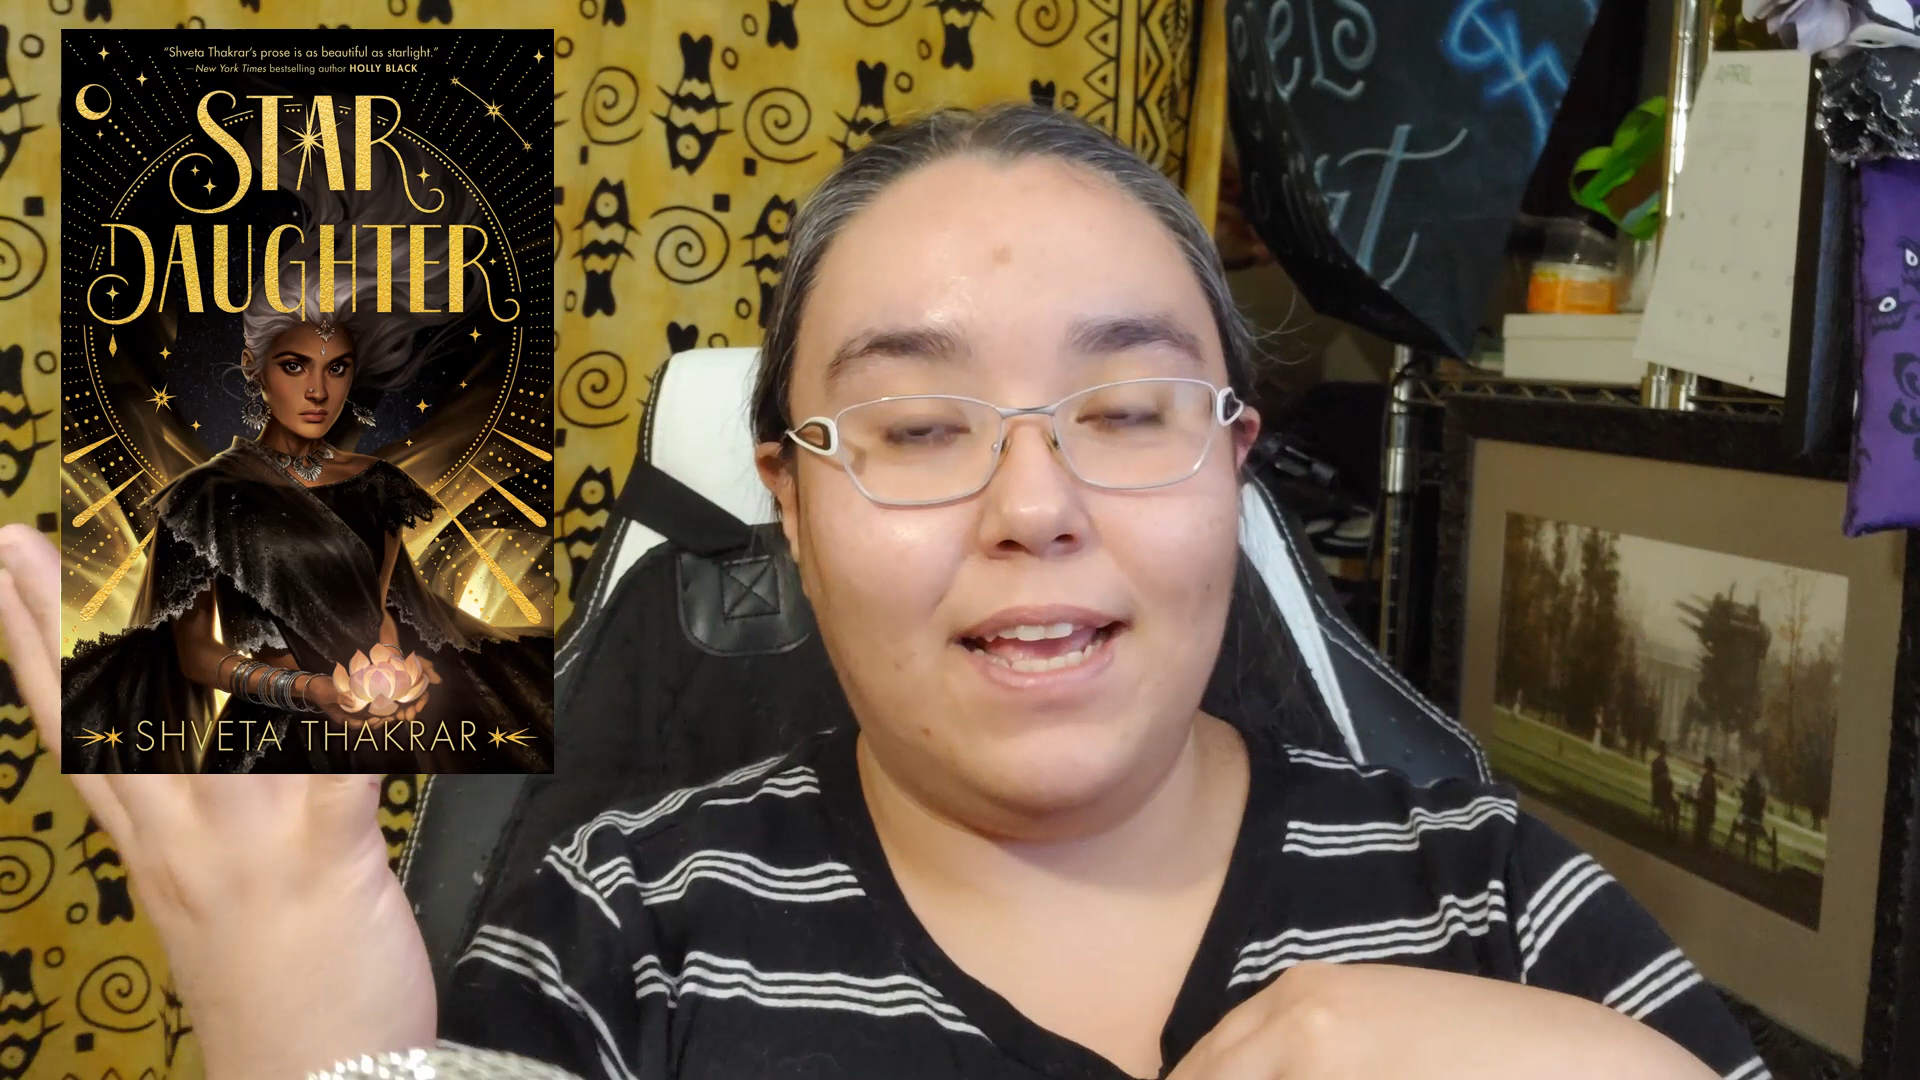 “Shveta Thakrar’s prose is as beautiful as starlight.”
—New York Times bestselling author HOLLY BLACK
STAR
DAUGHTER
SHVETA THAKRAR
APRIL